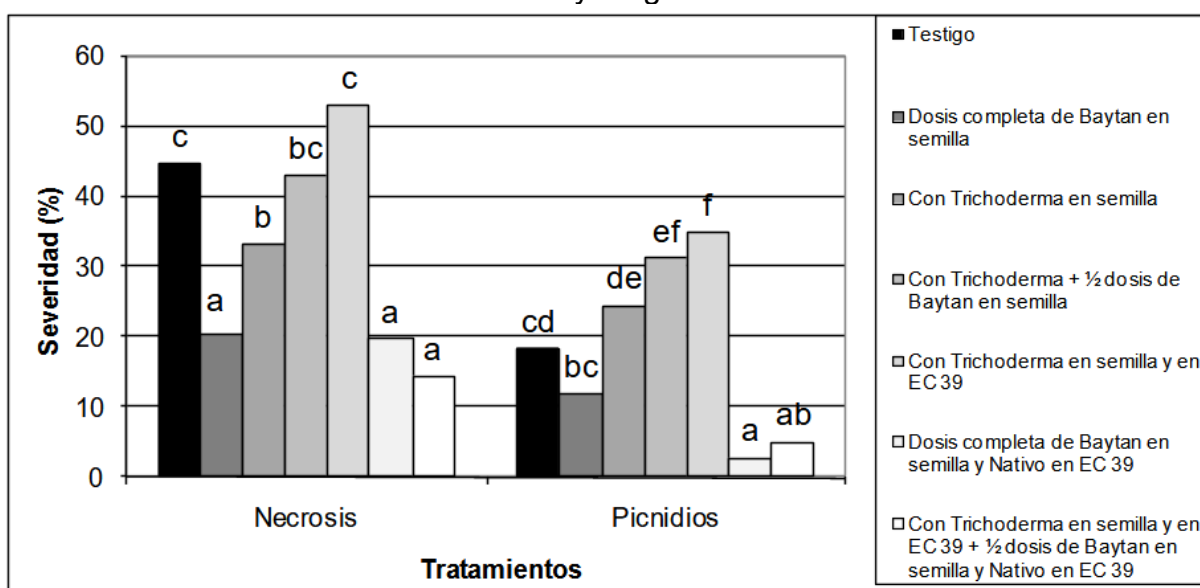 60
50
40
30
20
10
0
Severidad (%)
c
a
b
bc
c
a
a
cd
bc
de
ef
f
a
ab
Necrosis
Picnidios
Tratamientos
Testigo
Dosis completa de Baytan en
semilla
Con Trichoderma en semilla
Con Trichoderma + ½ dosis de
Baytan en semilla
Con Trichoderma en semilla y en
EC 39
Dosis completa de Baytan en
semilla y Nativo en EC 39
Con Trichoderma en semilla y en
EC 39 + ½ dosis de Baytan en
semilla y Nativo en EC 39